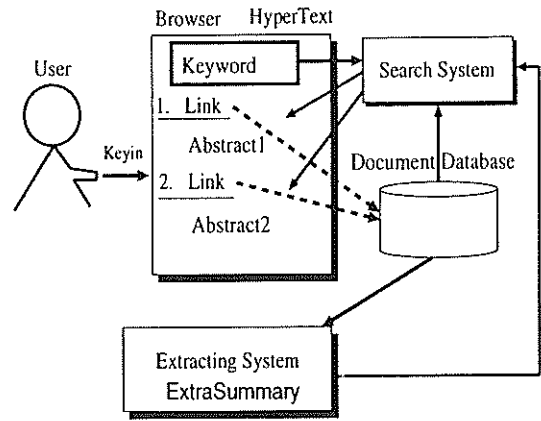 Browser HyperText
User
Keyword
Search System
1. Link
Keyin
Abstract1
Document Database
2. Link
Abstract2
Extracting System
ExtraSummary